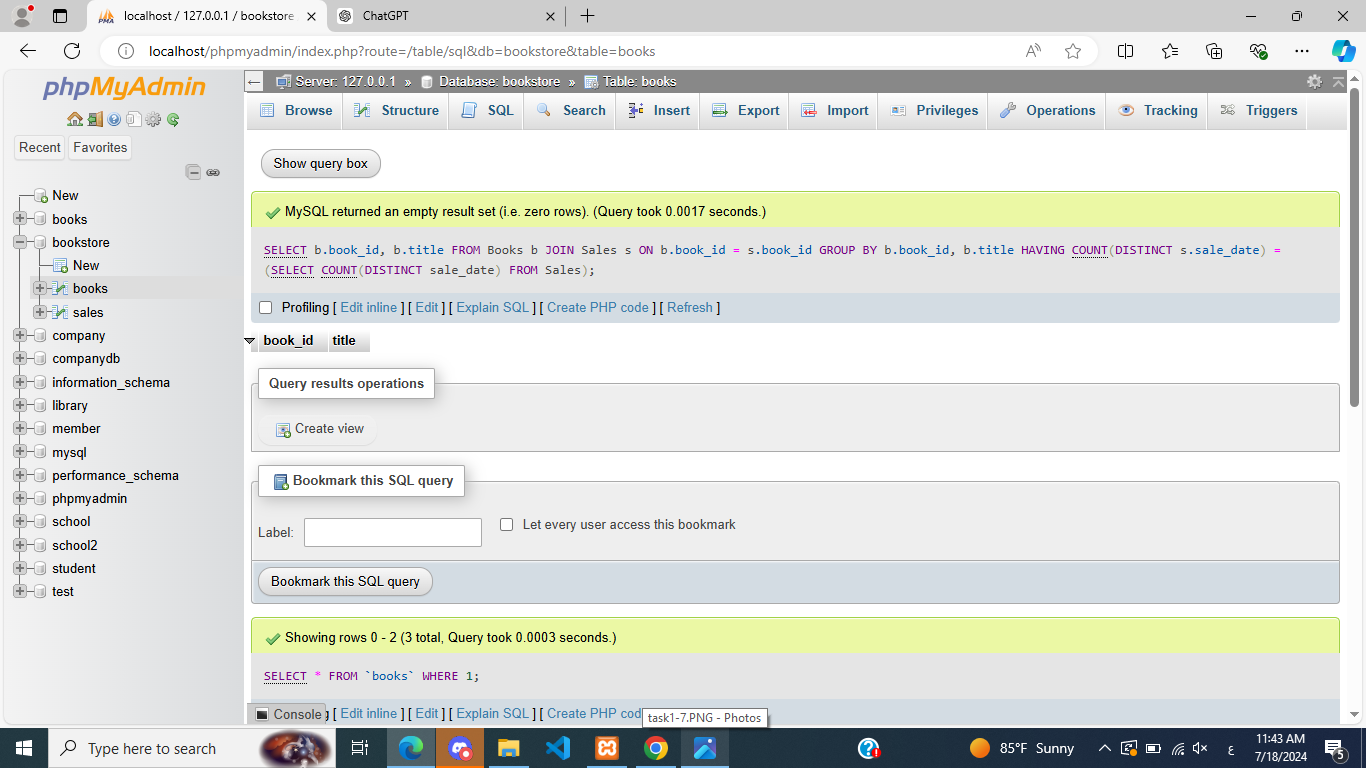 localhost / 127.0.0.1 / bookstore
ChatGPT
localhost/phpmyadmin/index.php?route=/table/sql&db=bookstore&table=books
phpMyAdmin
Recent Favorites
New
books
bookstore
New
books
sales
company
companydb
information_schema
library
member
mysql
performance_schema
phpmyadmin
school
school2
student
test
Server: 127.0.0.1 » Database: bookstore » Table: books
Browse Structure SQL Search Insert Export Import Privileges Operations Tracking Triggers
Show query box
MySQL returned an empty result set (i.e. zero rows). (Query took 0.0017 seconds.)
SELECT b.book_id, b.title FROM Books b JOIN Sales s ON b.book_id = s.book_id GROUP BY b.book_id, b.title HAVING COUNT(DISTINCT s.sale_date) =
(SELECT COUNT(DISTINCT sale_date) FROM Sales);
Profiling [ Edit inline ] [ Edit ] [ Explain SQL ] [ Create PHP code ] [ Refresh ]
book_id title
Query results operations
Create view
Bookmark this SQL query
Label: Let every user access this bookmark
Bookmark this SQL query
Showing rows 0 - 2 (3 total, Query took 0.0003 seconds.)
SELECT * FROM `books` WHERE 1;
Console [ Edit inline ] [ Edit ] [ Explain SQL ] [ Create PHP cod
task1-7.PNG - Photos
Type here to search
85°F Sunny
ع
11:43 AM
7/18/2024
5